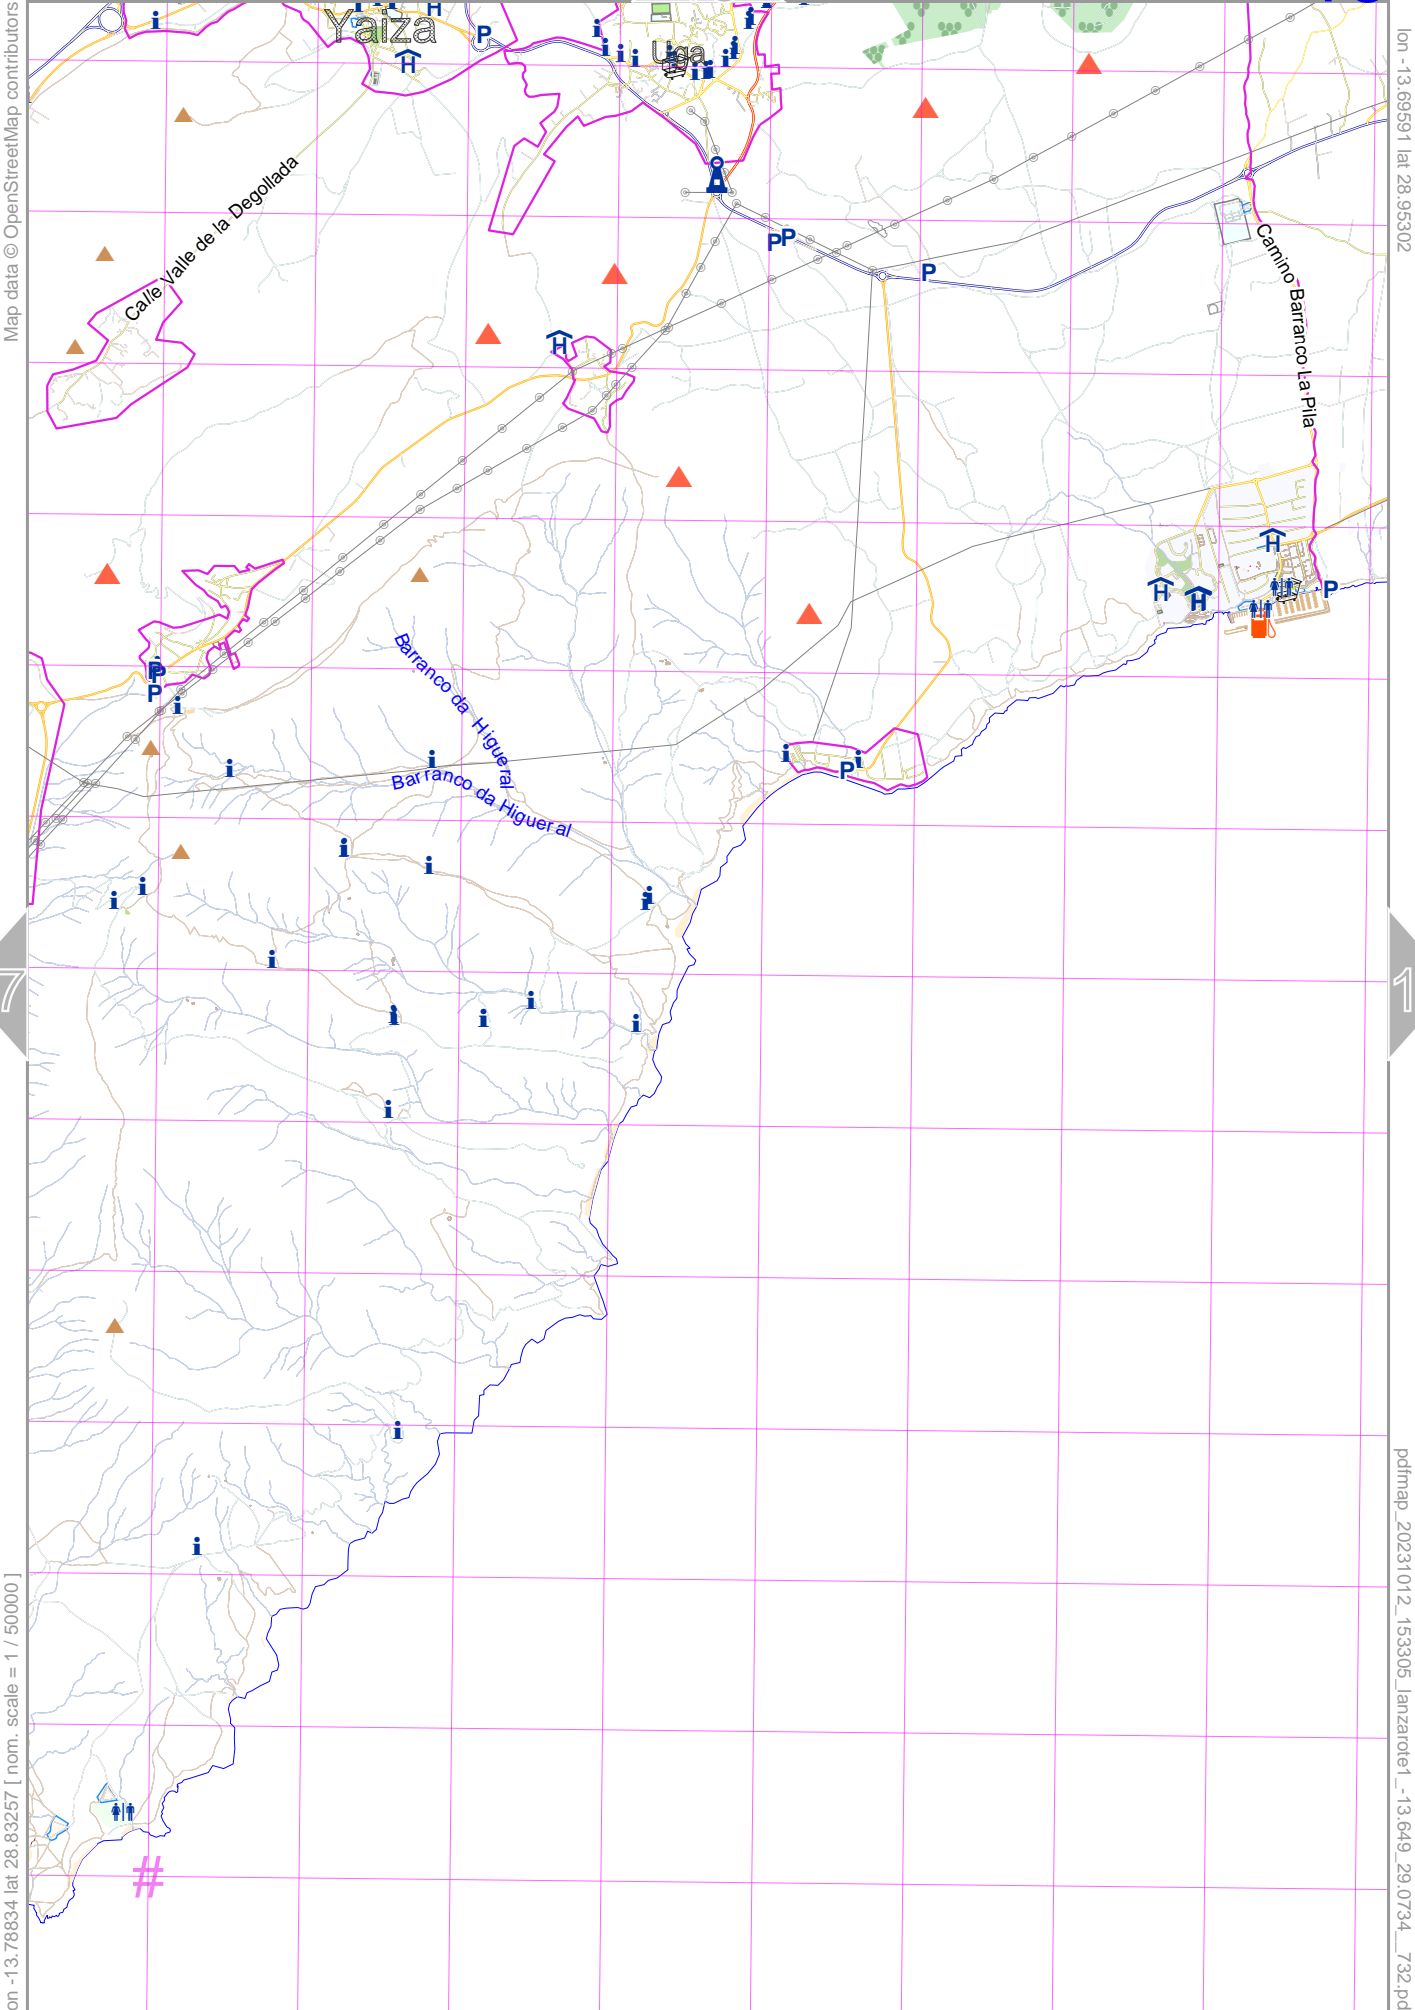 Yaiza
Uga
Calle Valle de la Degollada
Camino Barranco La Pila
Barranco da Higueral
Barranco da Higueral
H
H
H
H
H
H
P
P
P
P
P
P
P
P
i
#
7
1
Map data © OpenStreetMap contributors
on -13.78834 lat 28.83257 [ nom. scale = 1 / 50000 ]
lon -13.69591 lat 28.95302
pdfmap_20231012_153305_lanzarote1_-13.649_29.0734__732.pd